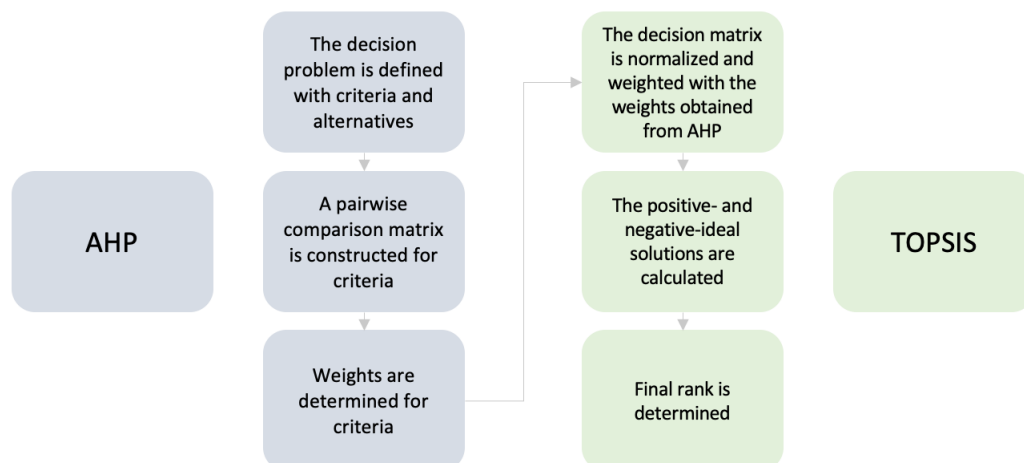 AHP
The decision
problem is defined
with criteria and
alternatives
A pairwise
comparison matrix
is constructed for
criteria
Weights are
determined for
criteria
The decision matrix
is normalized and
weighted with the
weights obtained
from AHP
The positive- and
negative-ideal
solutions are
calculated
Final rank is
determined
TOPSIS